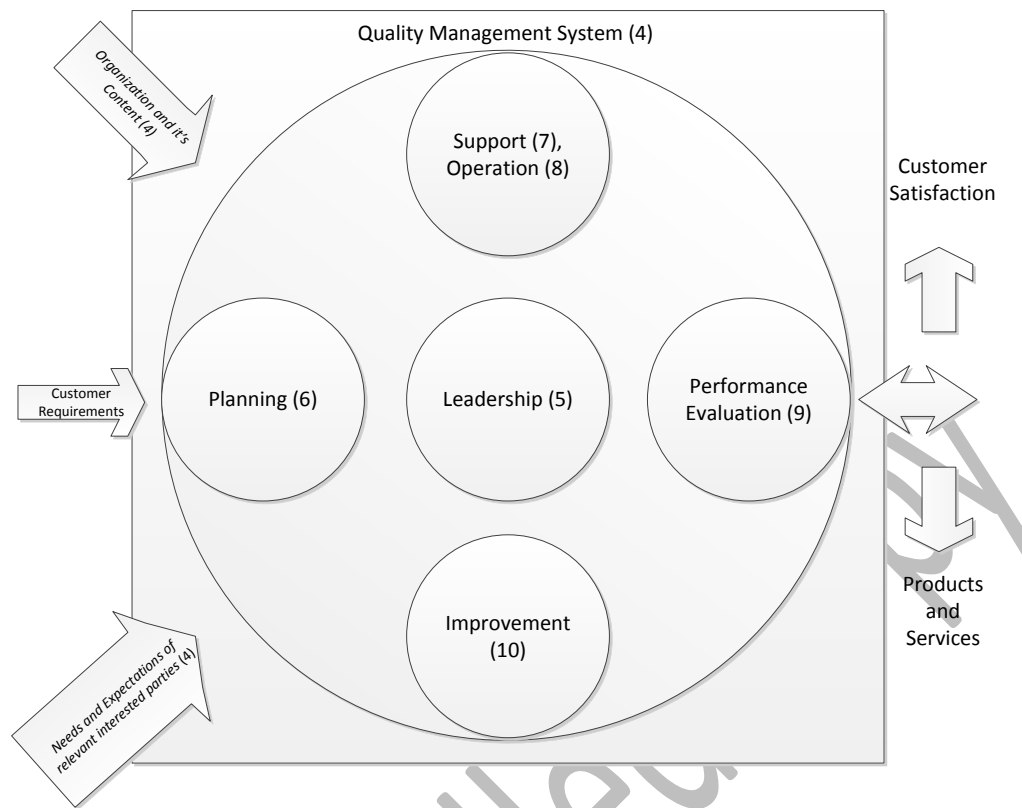 Quality Management System (4)
Organization and it's
Content (4)
Support (7),
Operation (8)
Customer
Satisfaction
Customer
Requirements
Planning (6)
Leadership (5)
Performance
Evaluation (9)
Improvement
(10)
Products
and
Services
Needs and Expectations of
relevant interested parties (4)